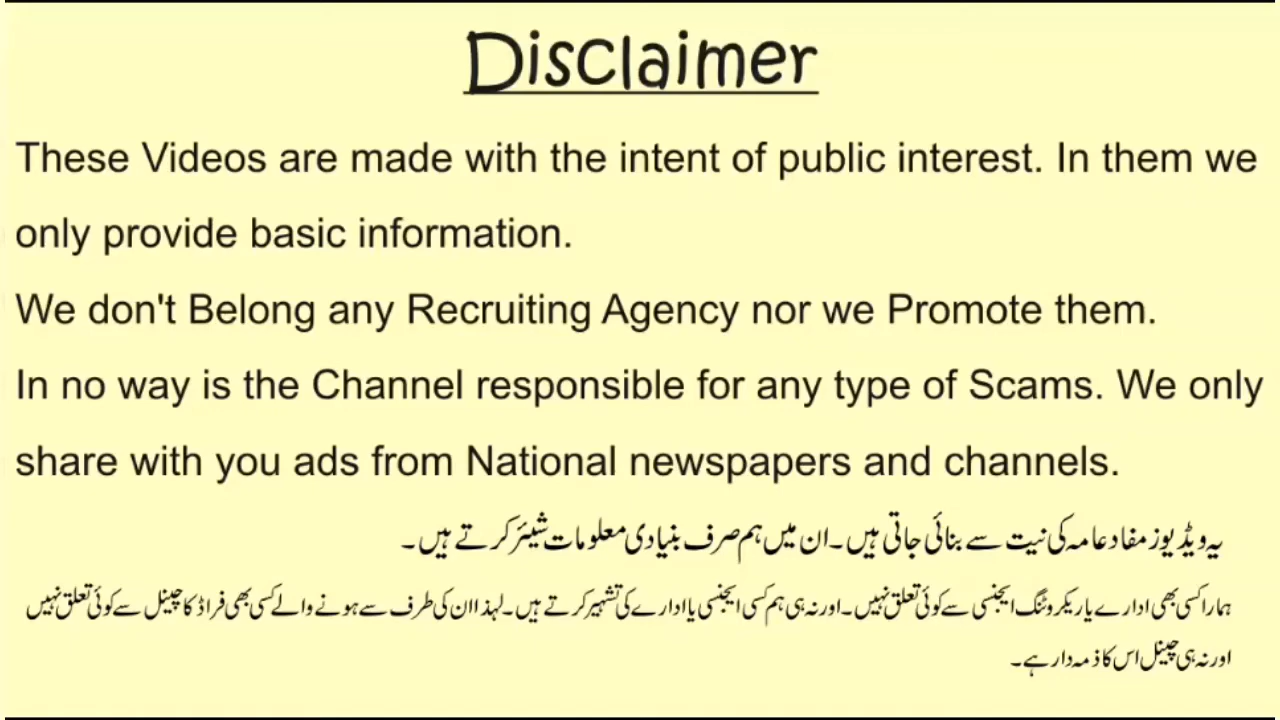 Disclaimer
These Videos are made with the intent of public interest. In them we
only provide basic information.
We don't Belong any Recruiting Agency nor we Promote them.
In no way is the Channel responsible for any type of Scams. We only
share with you ads from National newspapers and channels.
یہ ویڈیوز مفاد عامہ کی نیت سے بنائی جاتی ہیں۔ ان میں ہم صرف بنیادی معلومات شیئر کرتے ہیں۔
ہمارا کسی بھی ادارے یا ریکروٹنگ ایجنسی سے کوئی تعلق نہیں۔ اور نہ ہی ہم کسی ایجنسی یا ادارے کی تشہیر کرتے ہیں۔ لہذا ان کی طرف سے ہونے والے کسی بھی فراڈ کا چینل سے کوئی تعلق نہیں
اور نہ ہی چینل اس کا ذمہ دار ہے۔